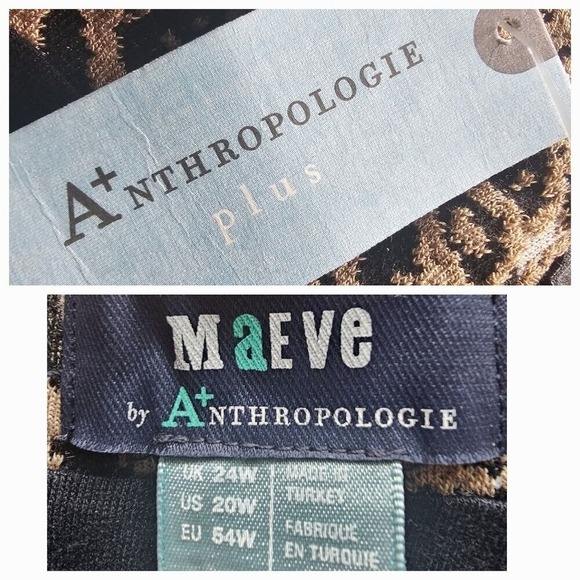 A+NTHROPOLOGIE
plus
MaEVe
by A+NTHROPOLOGIE
UK 24W
US 20W
EU 54W
MADE IN
TURKEY
FABRIQUE
EN TURQUIE